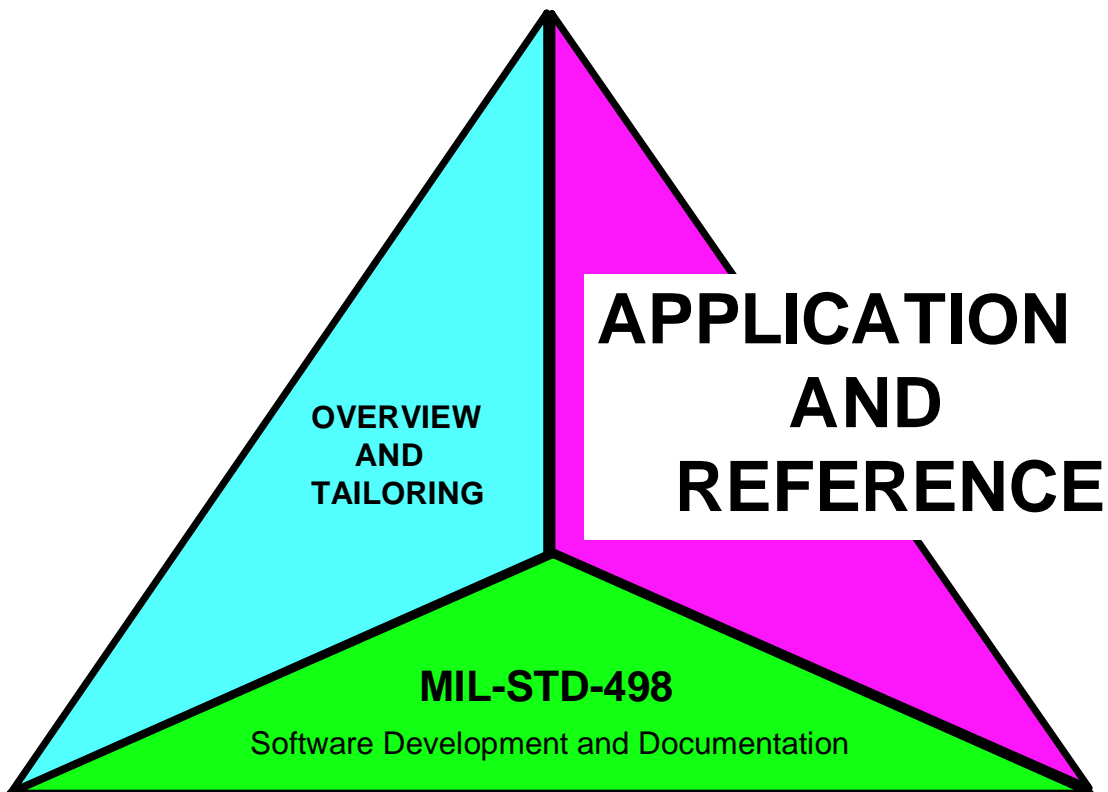 APPLICATION
AND
REFERENCE
OVERVIEW
AND
TAILORING
MIL-STD-498
Software Development and Documentation